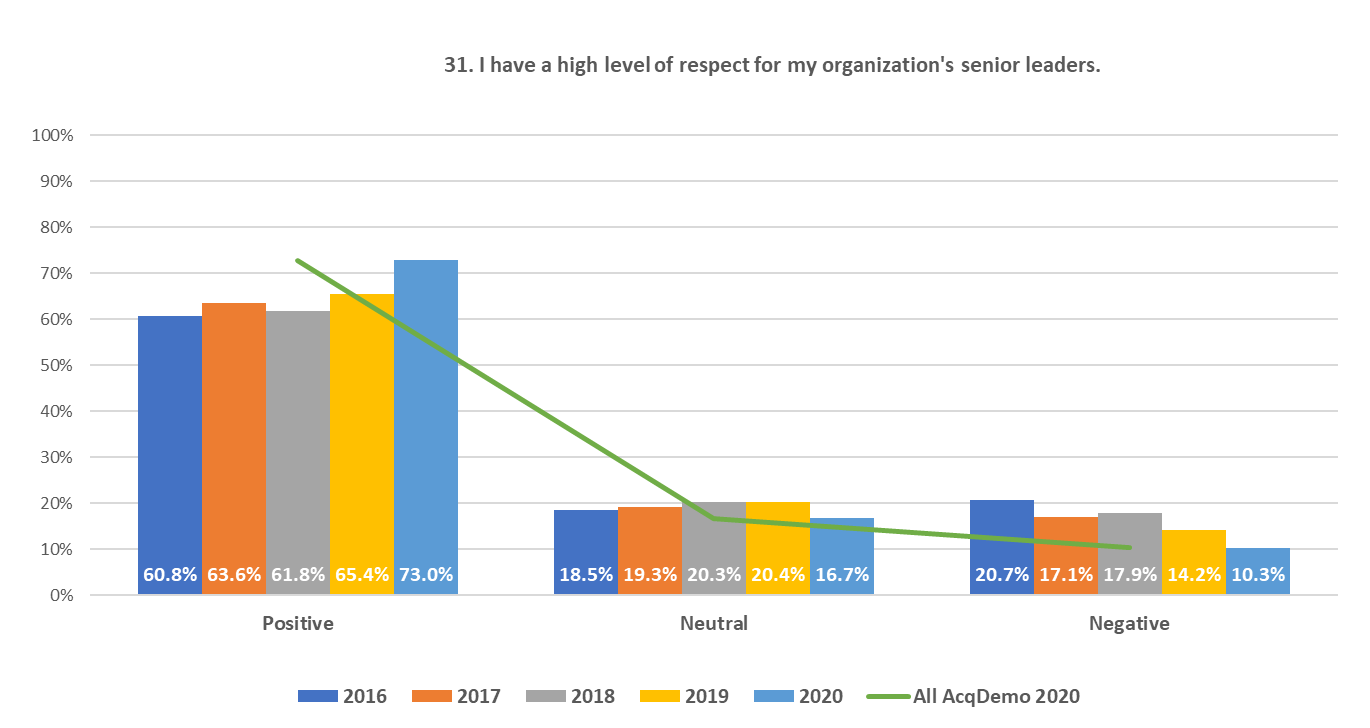 31. I have a high level of respect for my organization's senior leaders.
100%
90%
80%
70%
60%
50%
40%
30%
20%
10%
0%
60.8% 63.6% 61.8% 65.4% 73.0% 18.5% 19.3% 20.3% 20.4% 16.7% 20.7% 17.1% 17.9% 14.2% 10.3%
Positive Neutral Negative
2016 2017 2018 2019 2020 All AcqDemo 2020